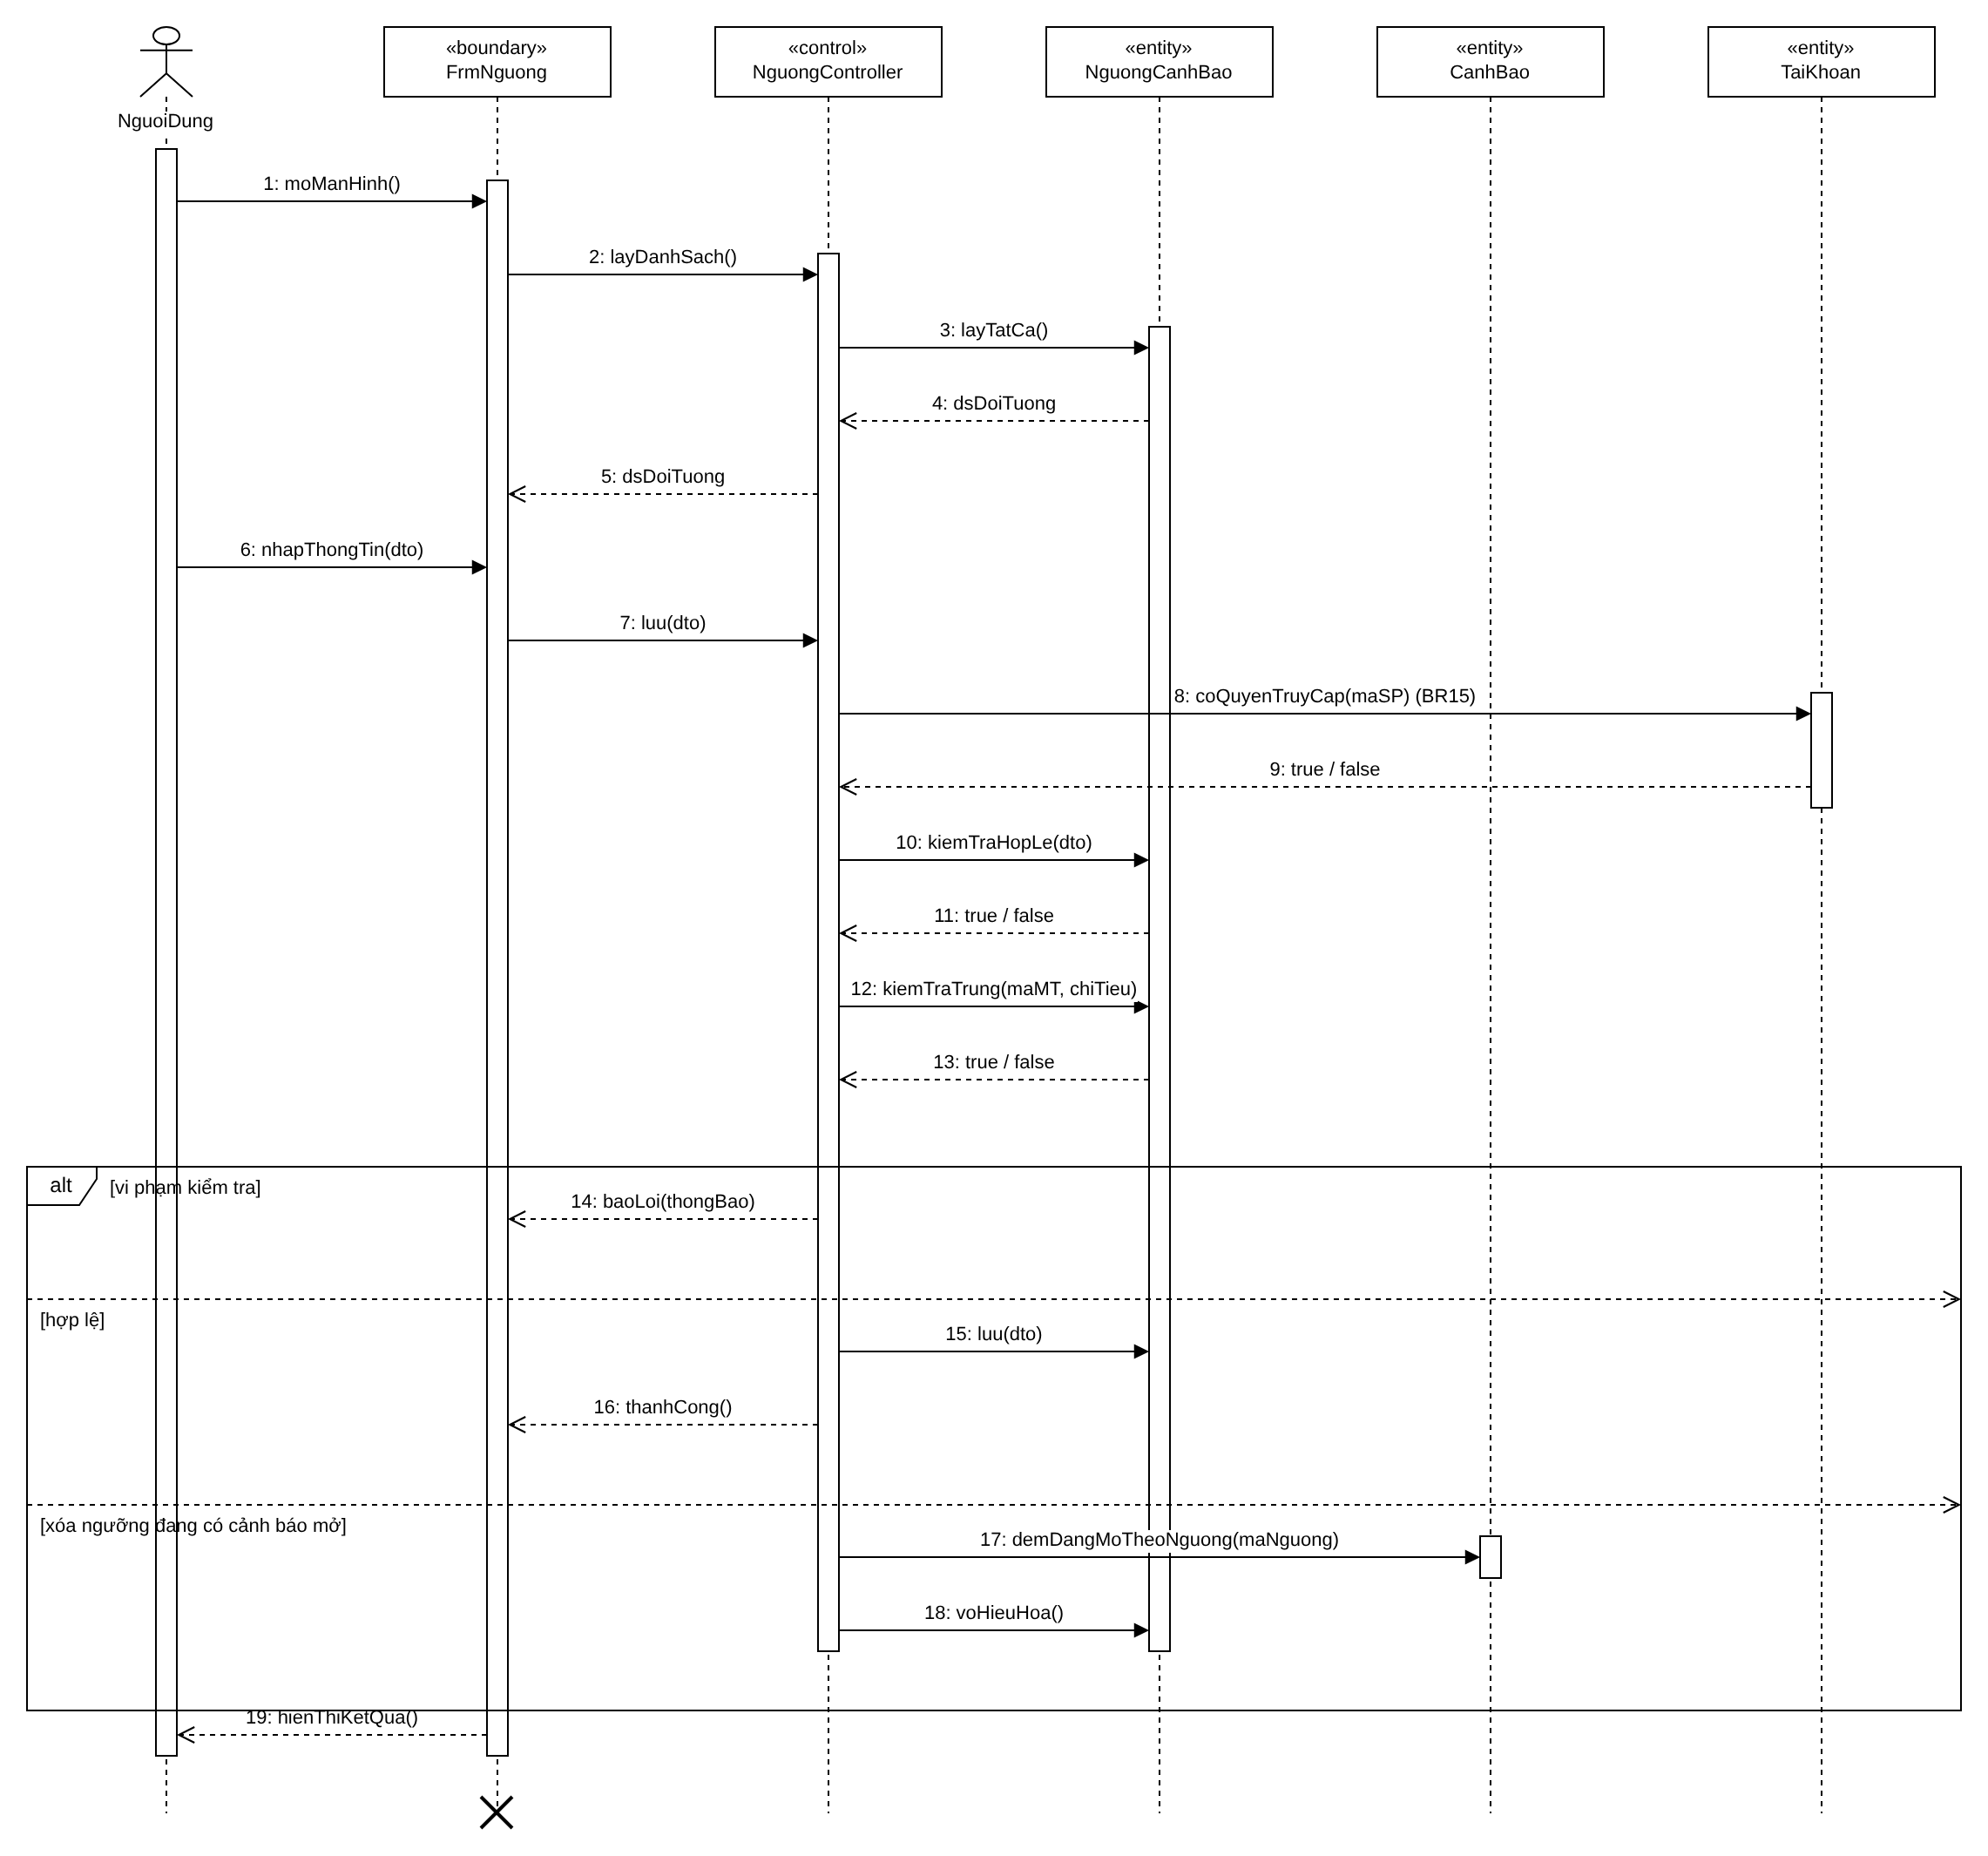 «boundary»
FrmNguong
«control»
NguongController
«entity»
NguongCanhBao
«entity»
CanhBao
«entity»
TaiKhoan
NguoiDung
1: moManHinh()
2: layDanhSach()
3: layTatCa()
4: dsDoiTuong
5: dsDoiTuong
6: nhapThongTin(dto)
7: luu(dto)
8: coQuyenTruyCap(maSP) (BR15)
9: true / false
10: kiemTraHopLe(dto)
11: true / false
12: kiemTraTrung(maMT, chiTieu)
13: true / false
alt
[vi phạm kiểm tra]
14: baoLoi(thongBao)
[hợp lệ]
15: luu(dto)
16: thanhCong()
[xóa ngưỡng đang có cảnh báo mở]
17: demDangMoTheoNguong(maNguong)
18: voHieuHoa()
19: hienThiKetQua()